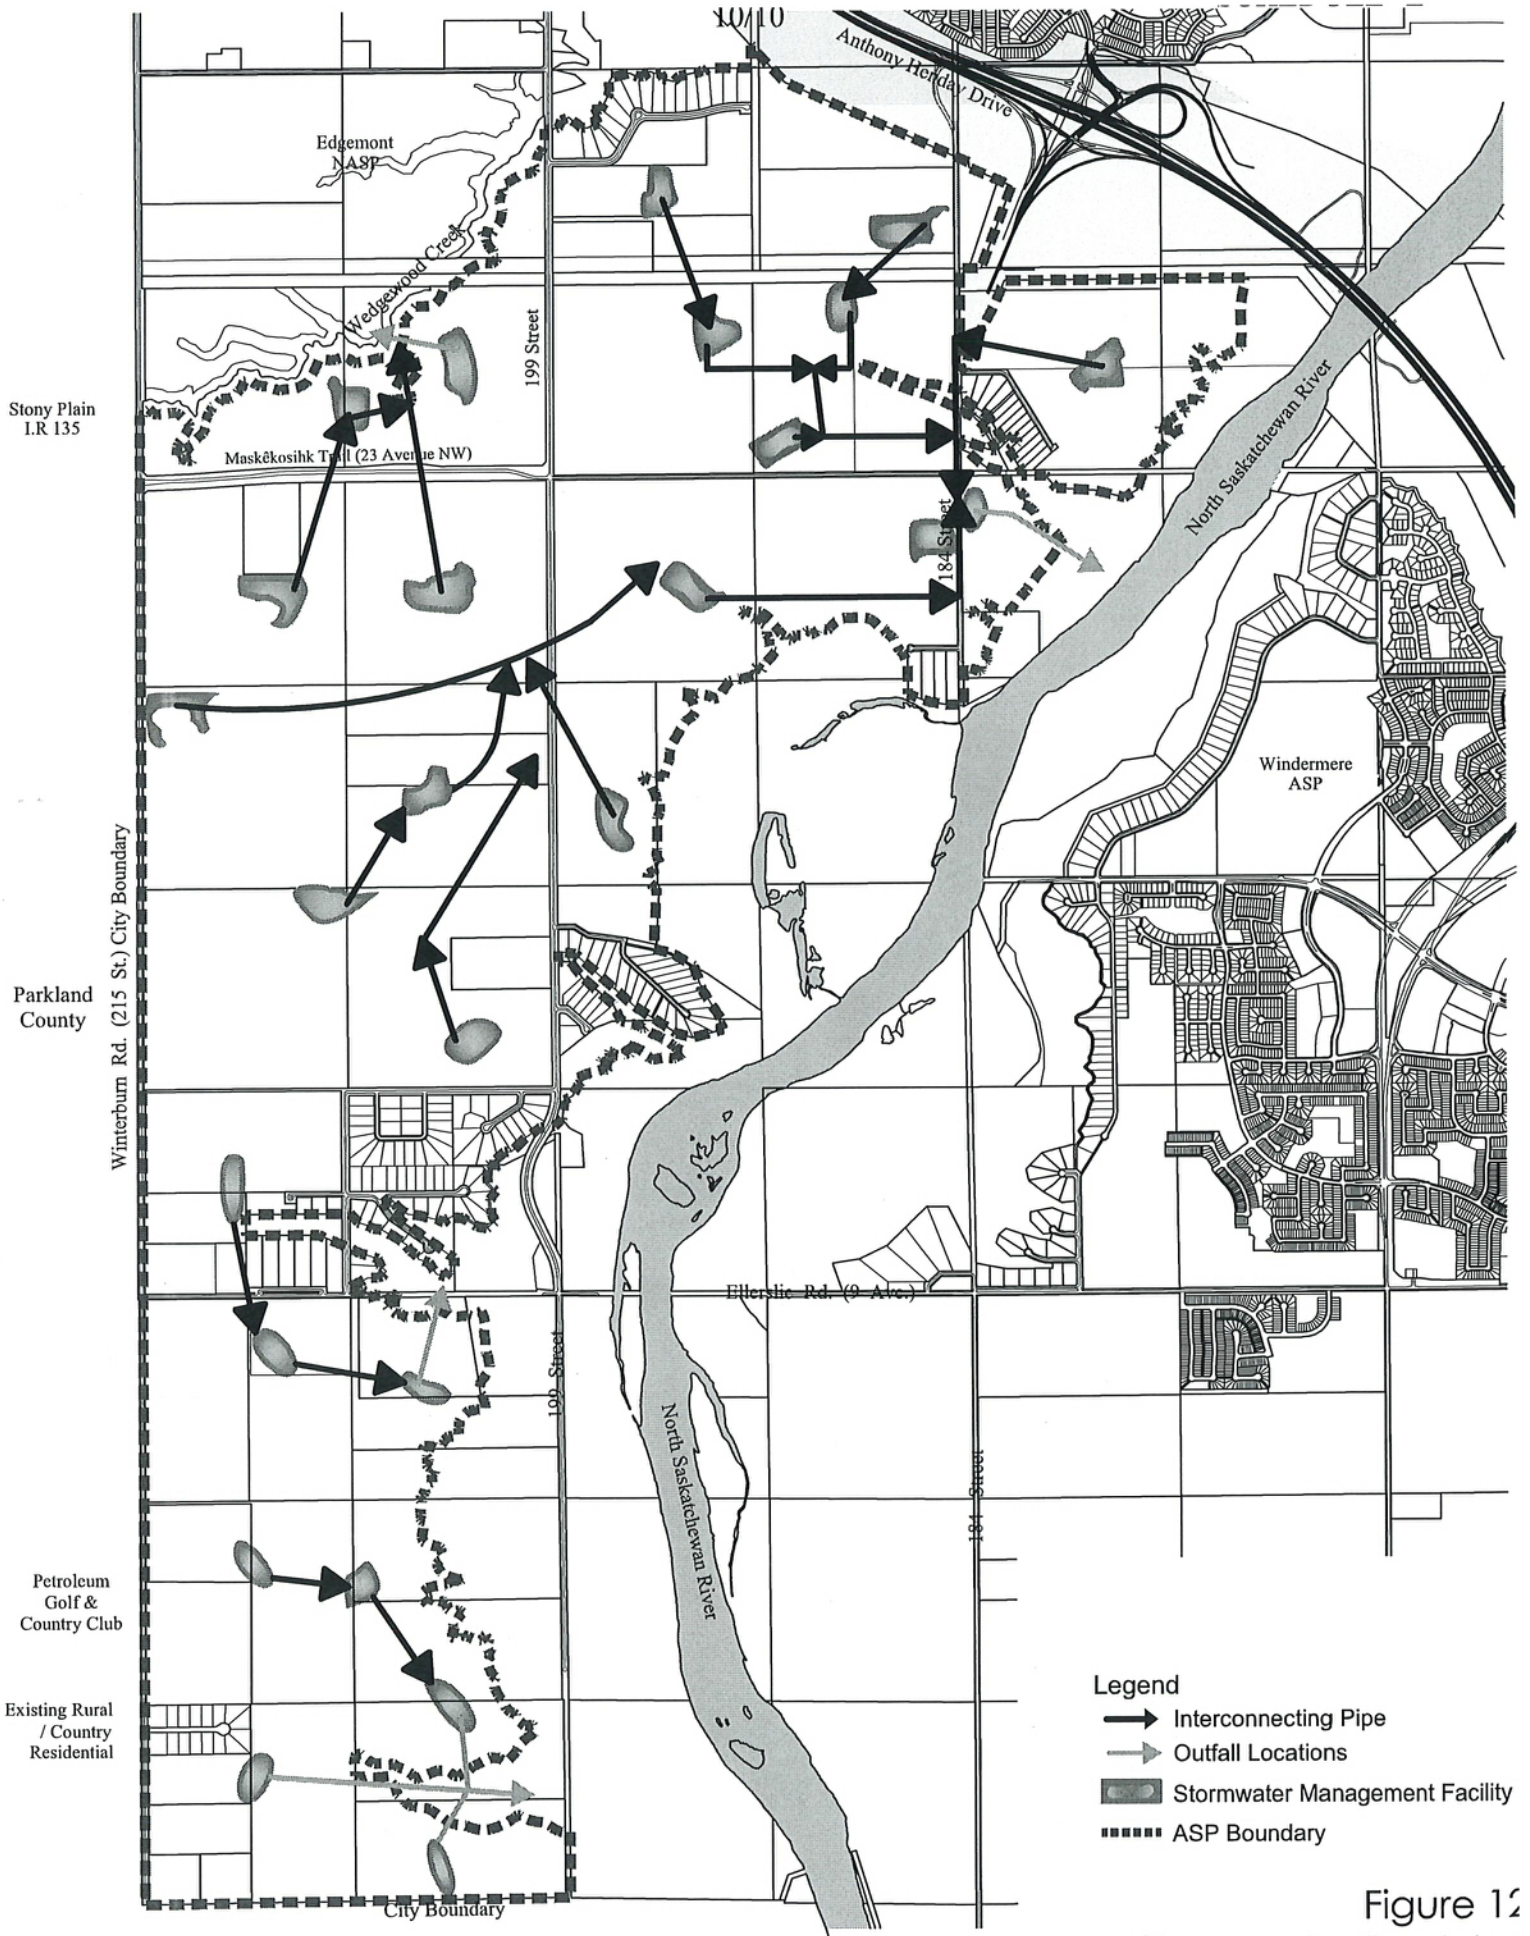 10/10
Anthony Henday Drive
Edgemont
NASP
Wedgewood Creek
199 Street
North Saskatchewan River
Stony Plain
I.R 135
Maskêkosihk Trail (23 Avenue NW)
184 Street
Windermere
ASP
Winterburn Rd. (215 St.) City Boundary
Parkland
County
Ellerslie Rd. (9 Ave.)
199 Street
North Saskatchewan River
184 Street
Petroleum
Golf &
Country Club
Existing Rural
/ Country
Residential
Legend
Interconnecting Pipe
Outfall Locations
Stormwater Management Facility
ASP Boundary
City Boundary
Figure 12